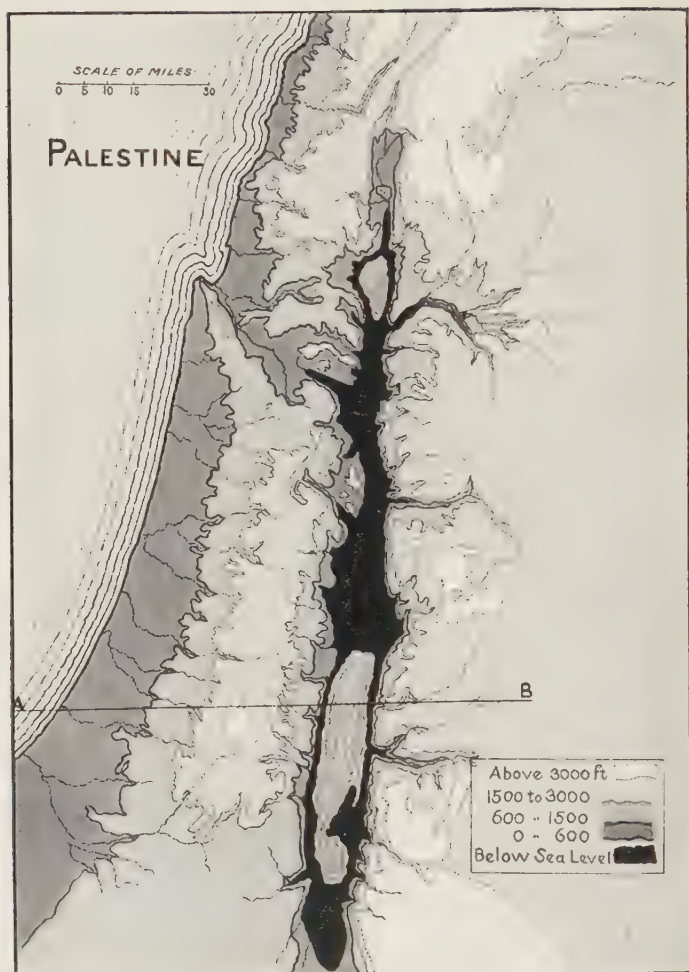 SCALE OF MILES
0 5 10 15 30
PALESTINE
A B
Above 3000 ft
1500 to 3000
600 „ 1500
0 „ 600
Below Sea Level